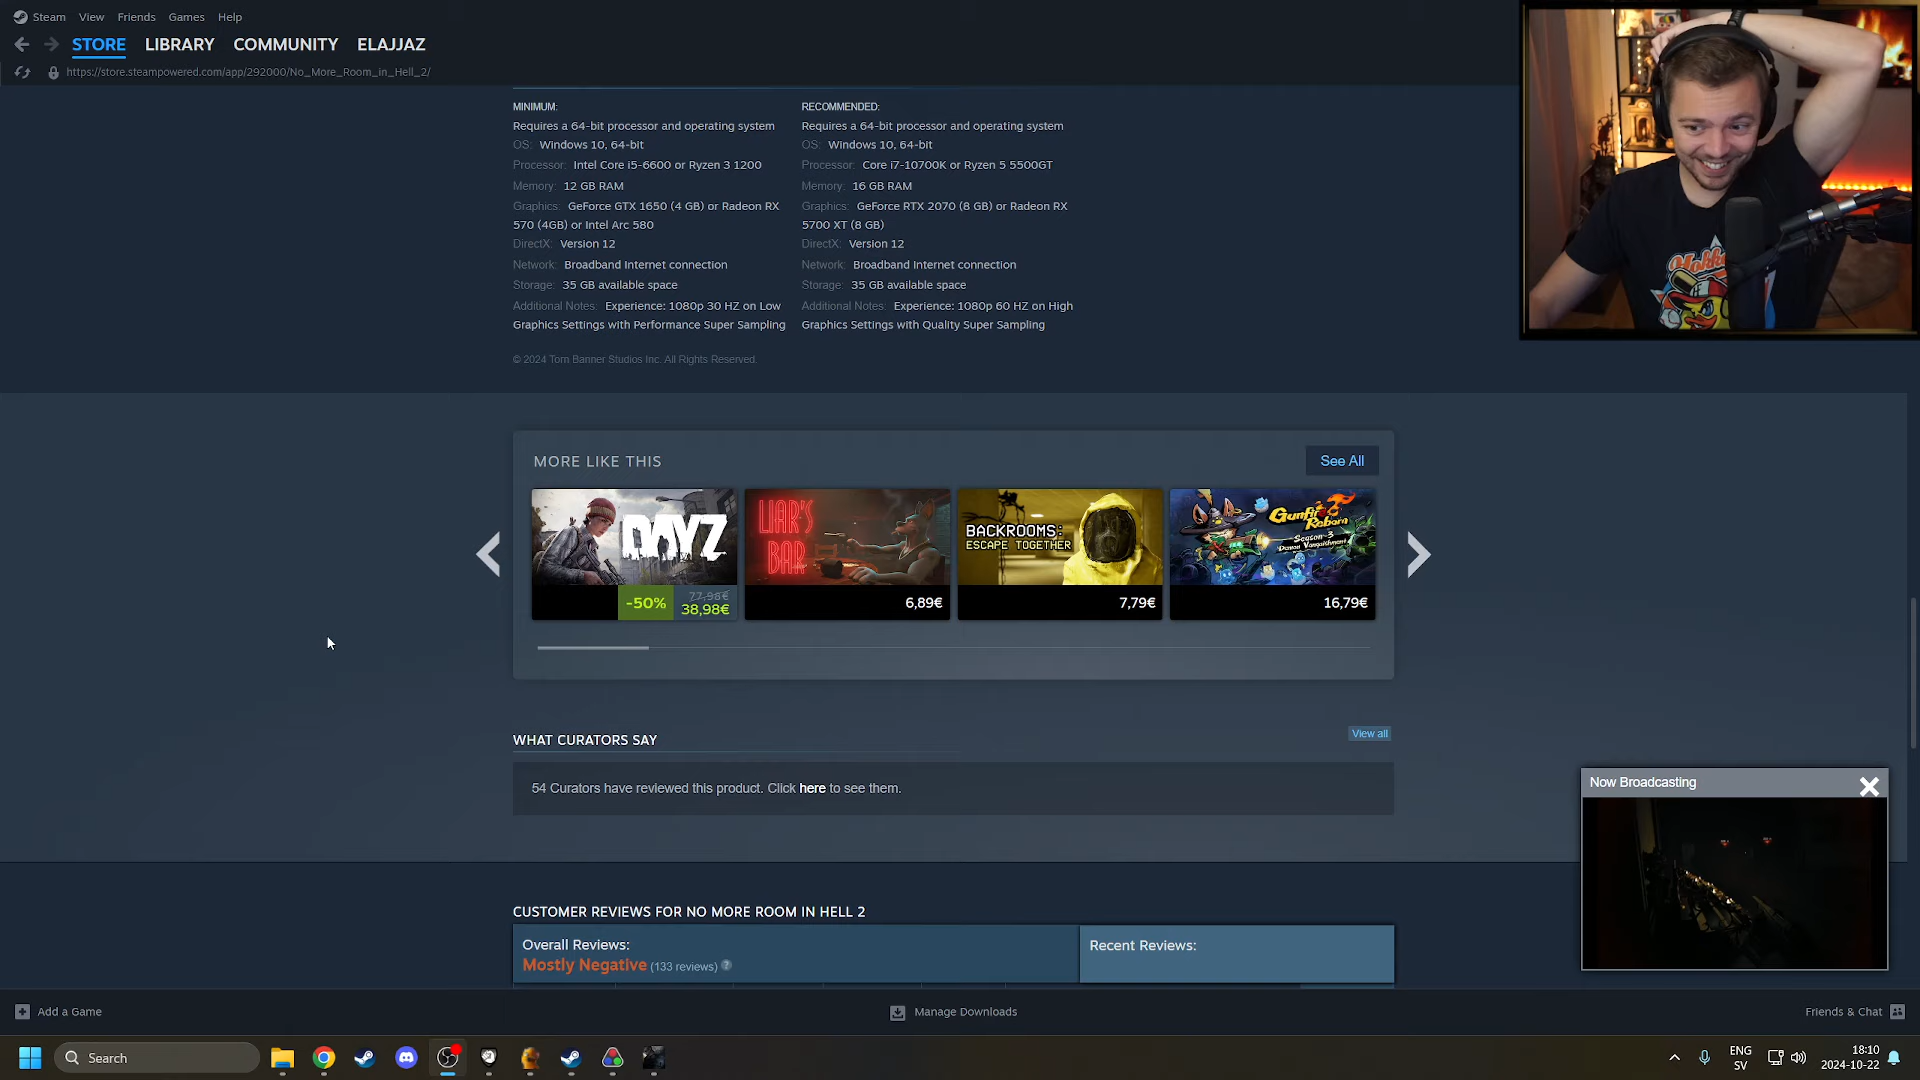 Steam View Friends Games Help
STORE LIBRARY COMMUNITY ELAJJAZ
https://store.steampowered.com/app/292000/No_More_Room_in_Hell_2/
MINIMUM:
Requires a 64-bit processor and operating system
OS: Windows 10, 64-bit
Processor: Intel Core i5-6600 or Ryzen 3 1200
Memory: 12 GB RAM
Graphics: GeForce GTX 1650 (4 GB) or Radeon RX
570 (4GB) or Intel Arc 580
DirectX: Version 12
Network: Broadband Internet connection
Storage: 35 GB available space
Additional Notes: Experience: 1080p 30 HZ on Low
Graphics Settings with Performance Super Sampling
RECOMMENDED:
Requires a 64-bit processor and operating system
OS: Windows 10, 64-bit
Processor: Core i7-10700K or Ryzen 5 5500GT
Memory: 16 GB RAM
Graphics: GeForce RTX 2070 (8 GB) or Radeon RX
5700 XT (8 GB)
DirectX: Version 12
Network: Broadband Internet connection
Storage: 35 GB available space
Additional Notes: Experience: 1080p 60 HZ on High
Graphics Settings with Quality Super Sampling
© 2024 Torn Banner Studios Inc. All Rights Reserved.
MORE LIKE THIS
See All
DAYZ
-50% 77,98€
38,98€
LIAR'S
BAR
6,89€
BACKROOMS:
ESCAPE TOGETHER
7,79€
Gunfire
Reborn
Season-3
Demon Vanquishment
16,79€
WHAT CURATORS SAY
View all
54 Curators have reviewed this product. Click here to see them.
Now Broadcasting
CUSTOMER REVIEWS FOR NO MORE ROOM IN HELL 2
Overall Reviews:
Mostly Negative (133 reviews) ?
Recent Reviews:
Add a Game
Manage Downloads
Friends & Chat
Search
ENG
SV
18:10
2024-10-22